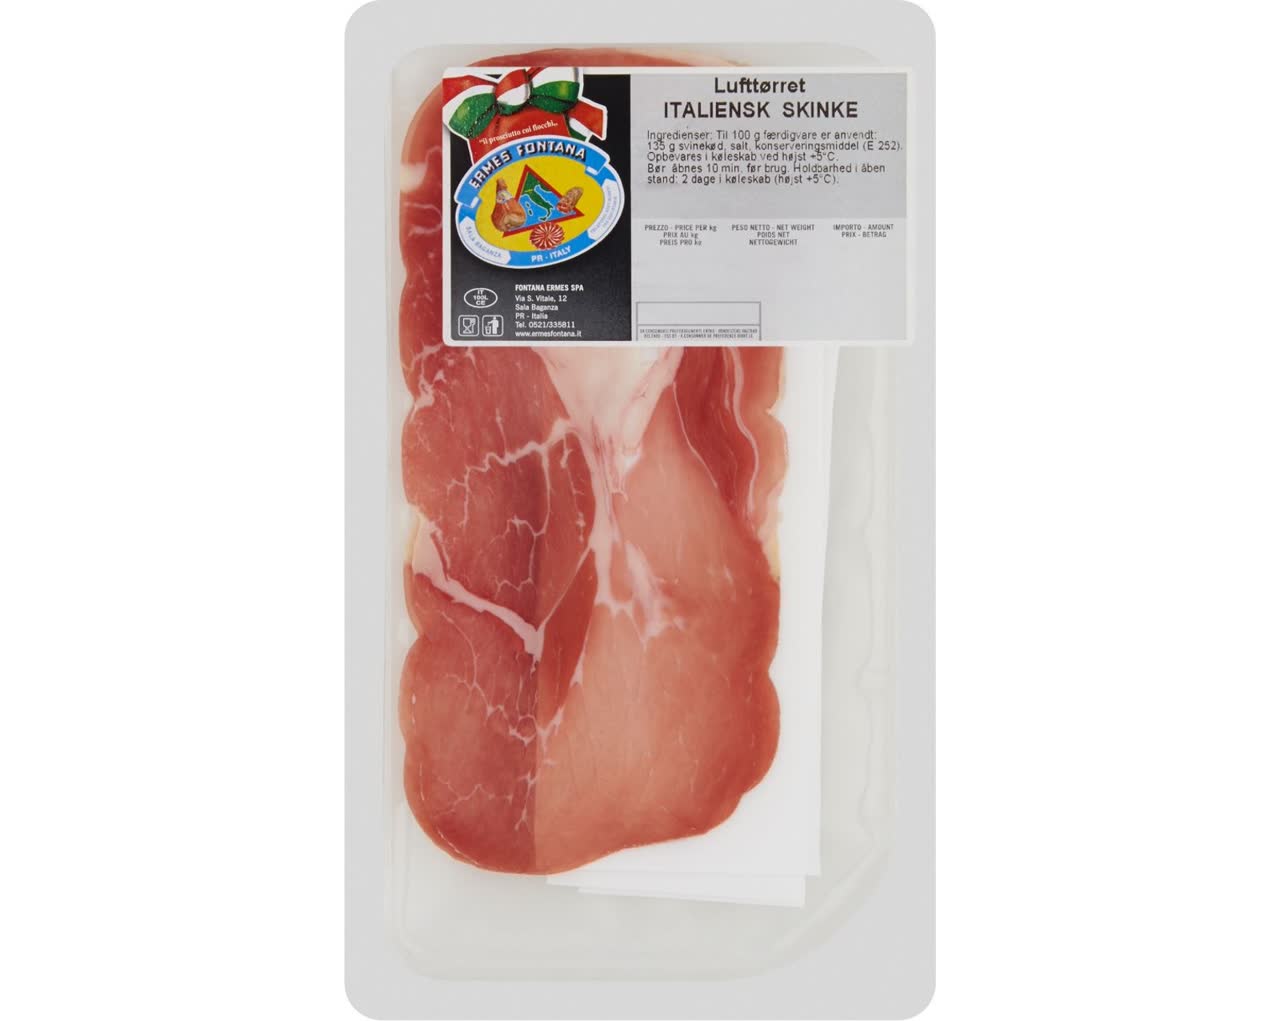 Lufttørret
ITALIENSK SKINKE
Ingredienser: Til 100 g færdigvare er anvendt:
135 g svinekød, salt, konserveringsmiddel (E 252).
Opbevares i køleskab ved højst +5°C.
Bør åbnes 10 min. før brug. Holdbarhed i åben
stand: 2 dage i køleskab (højst +5°C).
"il prosciutto coi fiocchi..
ERMES FONTANA
SALA BAGANZA
PR - ITALY
PREZZO - PRICE PER kg
PRIX AU kg
PREIS PRO kg
PESO NETTO - NET WEIGHT
POIDS NET
NETTOGEWICHT
IMPORTO - AMOUNT
PRIX - BETRAG
IT
100L
CE
FONTANA ERMES SPA
Via S. Vitale, 12
Sala Baganza
PR - Italia
Tel. 0521/335811
www.ermesfontana.it